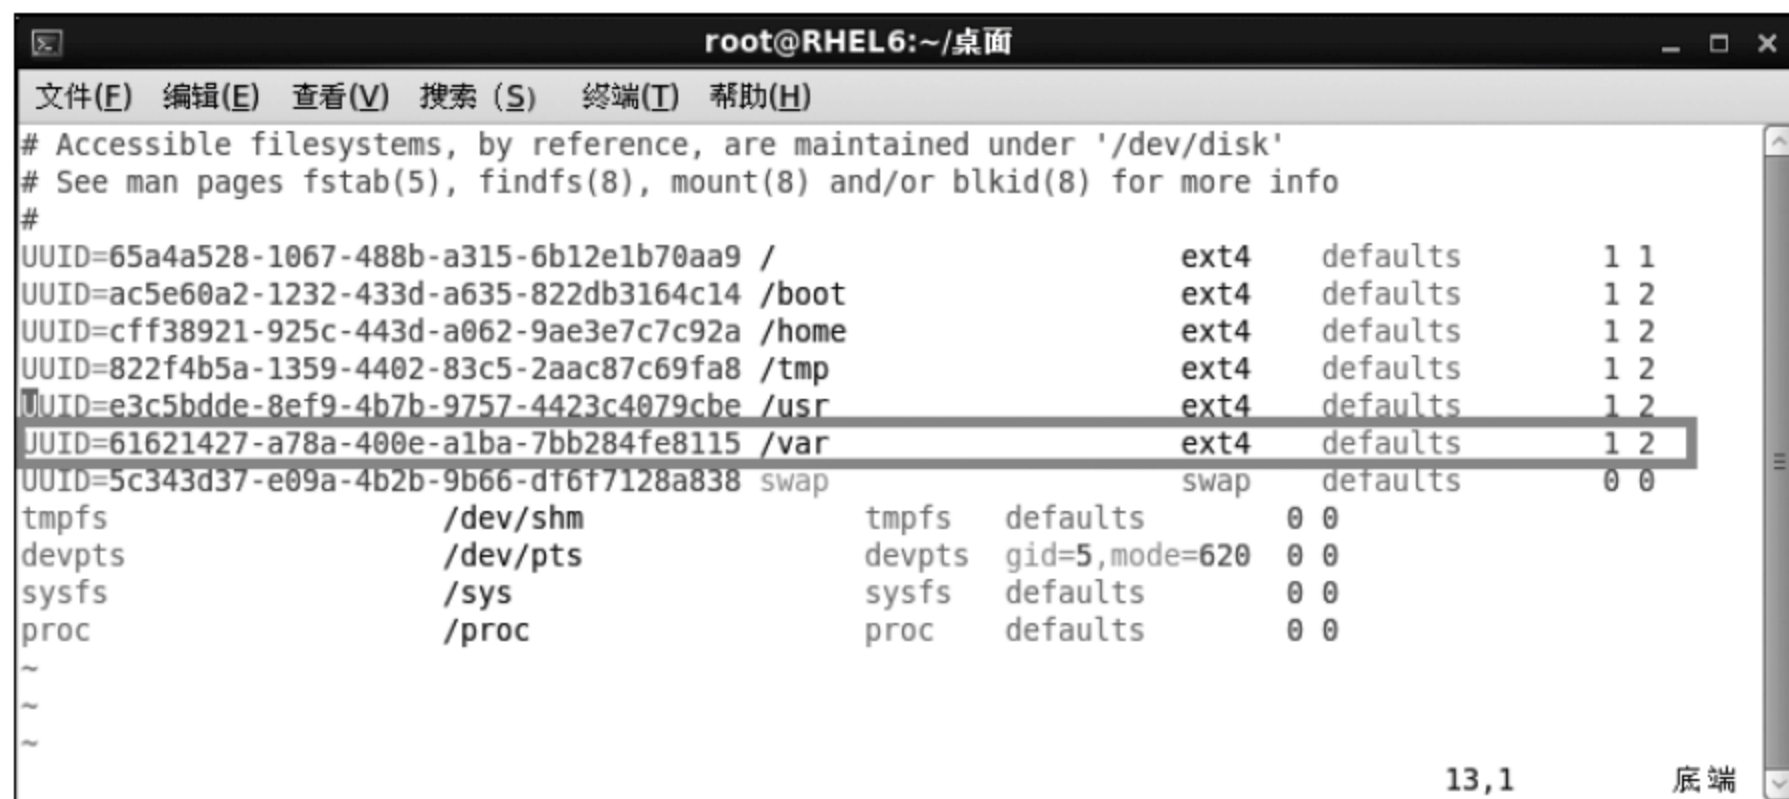 root@RHEL6:~/桌面
文件(F) 编辑(E) 查看(V) 搜索 (S) 终端(T) 帮助(H)
# Accessible filesystems, by reference, are maintained under '/dev/disk'
# See man pages fstab(5), findfs(8), mount(8) and/or blkid(8) for more info
#
UUID=65a4a528-1067-488b-a315-6b12e1b70aa9 / ext4 defaults 1 1
UUID=ac5e60a2-1232-433d-a635-822db3164c14 /boot ext4 defaults 1 2
UUID=cff38921-925c-443d-a062-9ae3e7c7c92a /home ext4 defaults 1 2
UUID=822f4b5a-1359-4402-83c5-2aac87c69fa8 /tmp ext4 defaults 1 2
UUID=e3c5bdde-8ef9-4b7b-9757-4423c4079cbe /usr ext4 defaults 1 2
UUID=61621427-a78a-400e-a1ba-7bb284fe8115 /var ext4 defaults 1 2
UUID=5c343d37-e09a-4b2b-9b66-df6f7128a838 swap swap defaults 0 0
tmpfs /dev/shm tmpfs defaults 0 0
devpts /dev/pts devpts gid=5,mode=620 0 0
sysfs /sys sysfs defaults 0 0
proc /proc proc defaults 0 0
~
~
~
13,1 底端